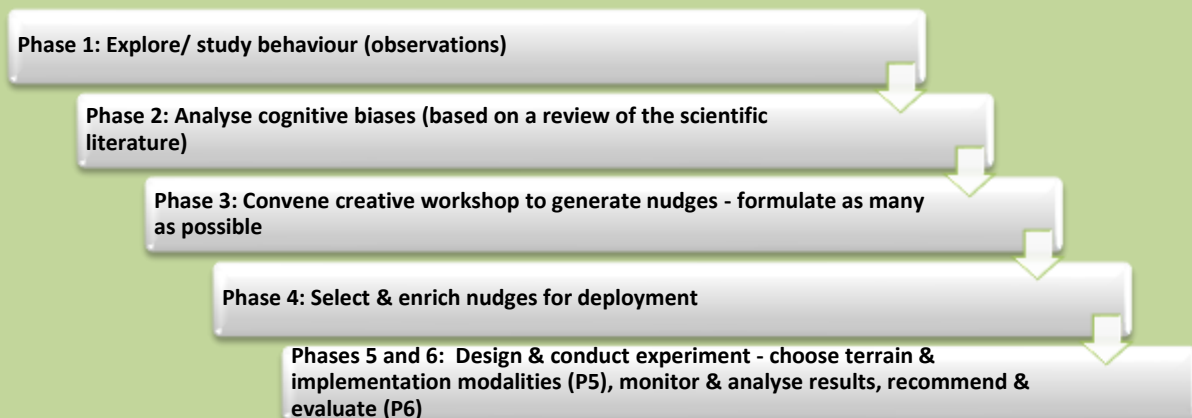 Phase 1: Explore/ study behaviour (observations)
Phase 2: Analyse cognitive biases (based on a review of the scientific
literature)
Phase 3: Convene creative workshop to generate nudges - formulate as many
as possible
Phase 4: Select & enrich nudges for deployment
Phases 5 and 6: Design & conduct experiment - choose terrain &
implementation modalities (P5), monitor & analyse results, recommend &
evaluate (P6)